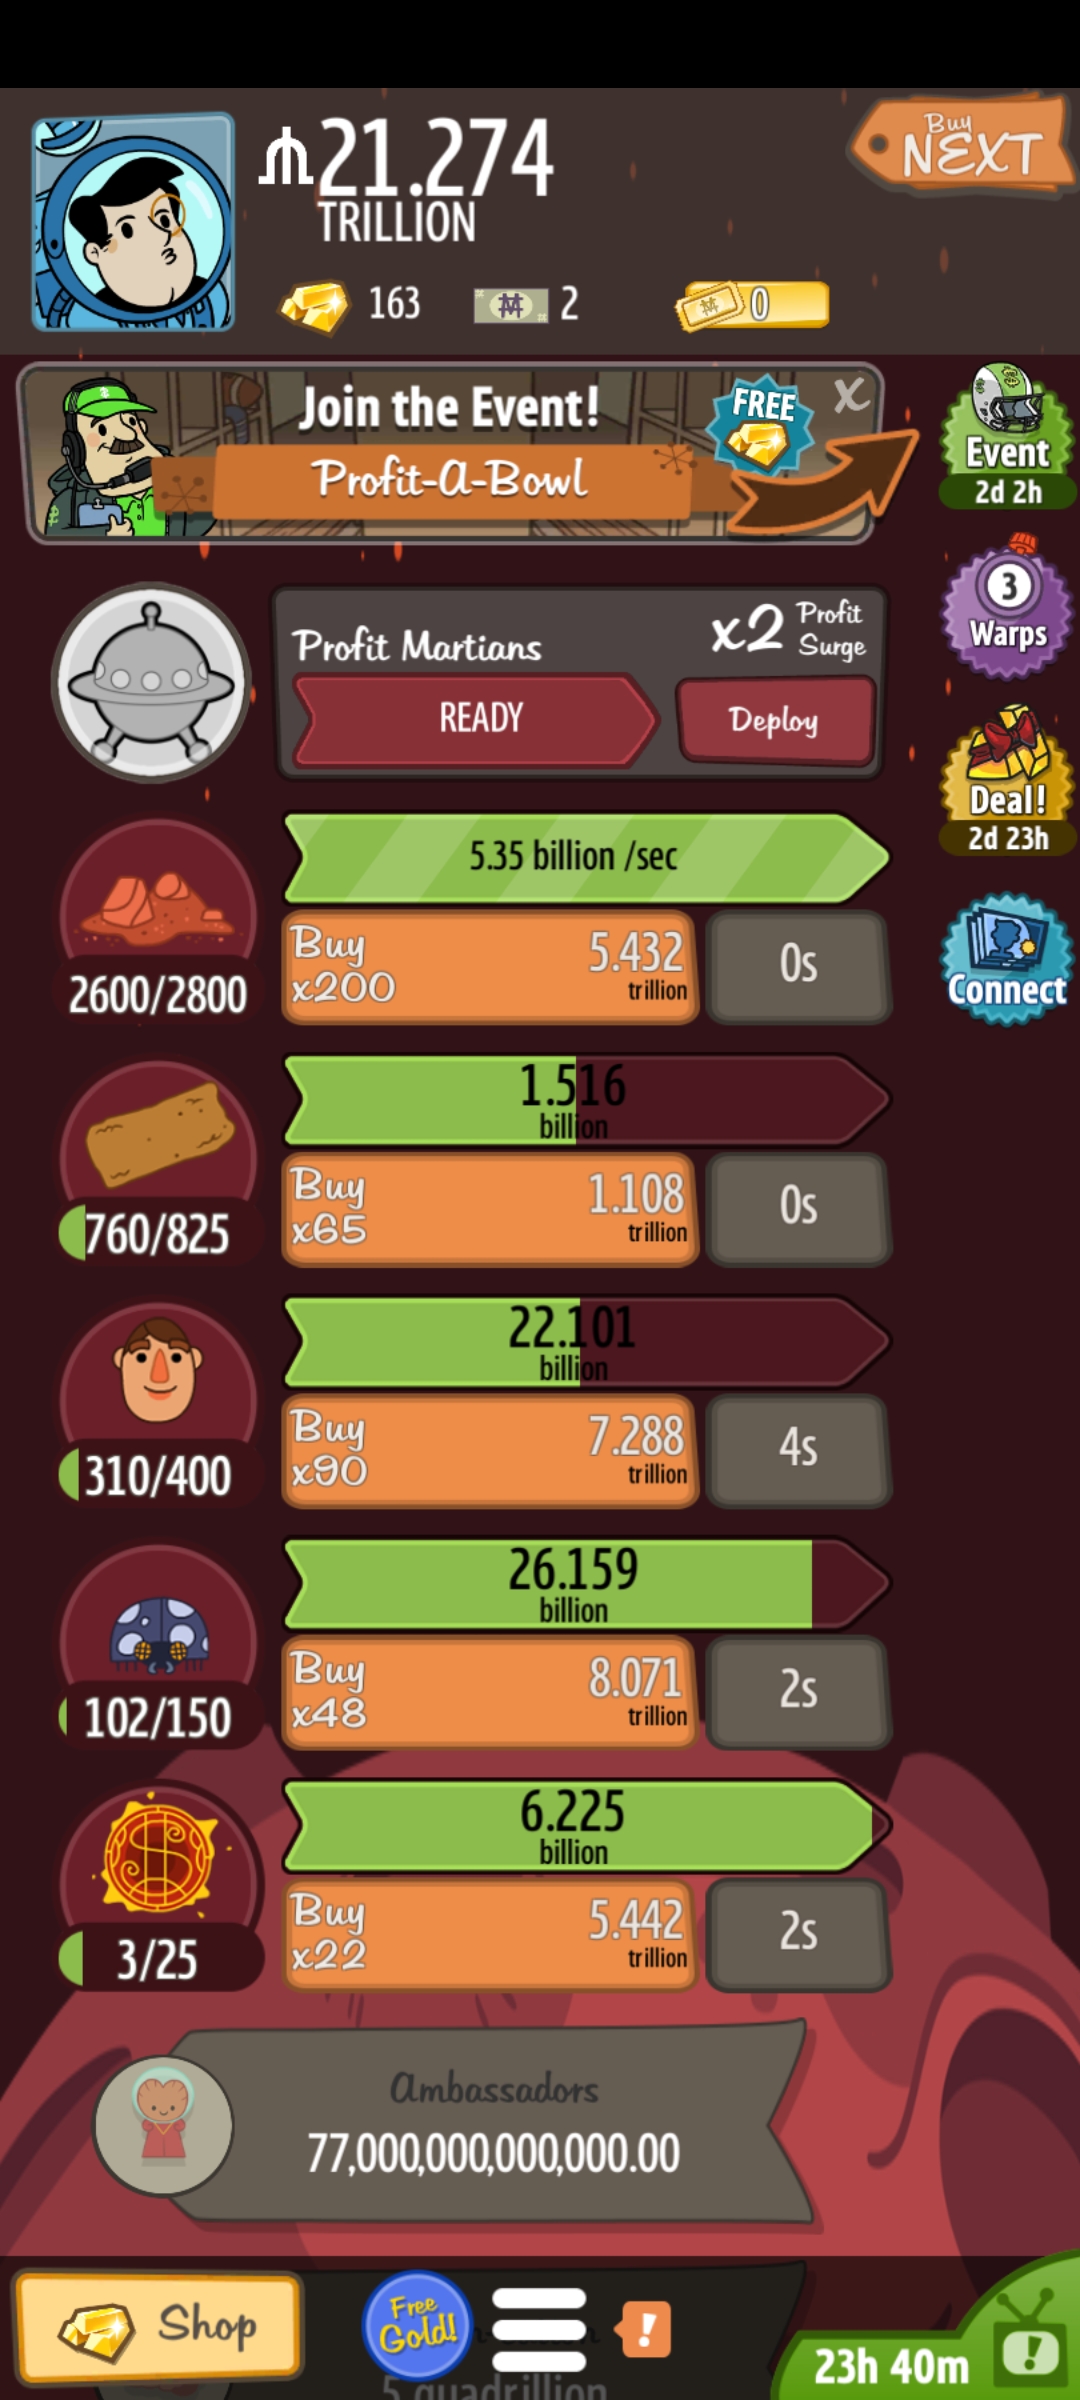 Buy
NEXT
21.274
TRILLION
163
2
0
Join the Event!
FREE
X
Profit-A-Bowl
Event
2d 2h
3
Warps
Profit Martians
x2 Profit Surge
READY
Deploy
Deal!
2d 23h
5.35 billion /sec
Buy
x200
5.432
trillion
0s
2600/2800
Connect
1.516
billion
Buy
x65
1.108
trillion
0s
760/825
22.101
billion
Buy
x90
7.288
trillion
4s
310/400
26.159
billion
Buy
x48
8.071
trillion
2s
102/150
6.225
billion
Buy
x22
5.442
trillion
2s
3/25
Ambassadors
77,000,000,000,000.00
Shop
Free
Gold!
!
23h 40m
!
5 quadrillion